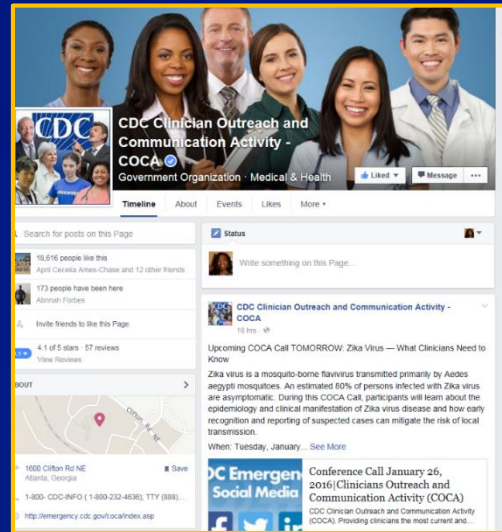 CDC
CDC Clinician Outreach and
Communication Activity -
COCA
Government Organization · Medical & Health
Liked
Message
Timeline
About
Events
Likes
More
Search for posts on this Page
18,616 people like this
April Cecelia Ames-Chase and 12 other friends
173 people have been here
Forbes
Invite friends to like this Page
4.1 of 5 stars · 57 reviews
View Reviews
BOUT
Clifton Rd NE
1600 Clifton Rd NE
Atlanta, Georgia
Save
1-800- CDC-INFO ( 1-800-232-4636); TTY (888)...
http://emergency.cdc.gov/coca/index.asp
Status
Write something on this Page...
CDC Clinician Outreach and Communication Activity -
COCA
16 hrs
Upcoming COCA Call TOMORROW: Zika Virus — What Clinicians Need to
Know
Zika virus is a mosquito-borne flavivirus transmitted primarily by Aedes
aegypti mosquitoes. An estimated 80% of persons infected with Zika virus
are asymptomatic. During this COCA Call, participants will learn about the
epidemiology and clinical manifestation of Zika virus disease and how early
recognition and reporting of suspected cases can mitigate the risk of local
transmission.
When: Tuesday, January... See More
DC Emergen
Social Media
Conference Call January 26,
2016|Clinicians Outreach and
Communication Activity (COCA)
CDC Clinician Outreach and Communication Activity
(COCA). Providing clinicians the most current and...